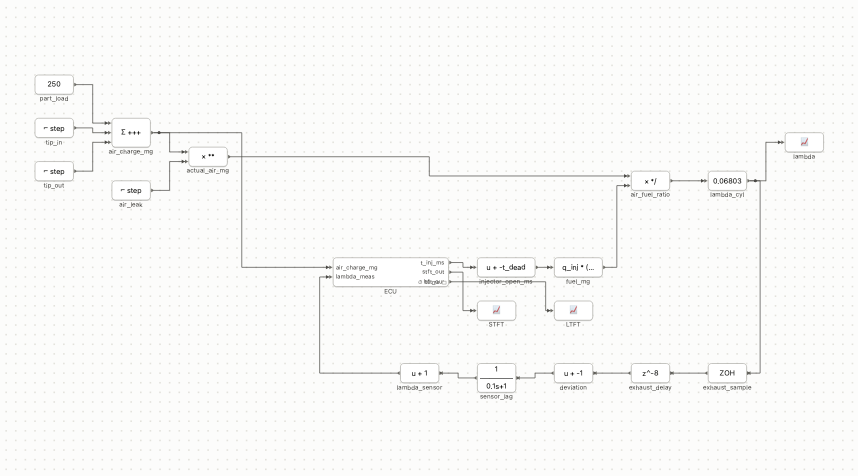 250
part_load
⌐ step
tip_in
Σ +++
air_charge_mg
⌐ step
tip_out
× **
actual_air_mg
⌐ step
air_leak
lambda
× */
air_fuel_ratio
0.06803
lambda_cyl
air_charge_mg
lambda_meas
t_inj_ms
stft_out
ECU
u + -t_dead
injector_open_ms
q_inj * (...
fuel_mg
STFT
LTFT
u + 1
lambda_sensor
1
0.1s+1
sensor_lag
u + -1
deviation
z^-8
exhaust_delay
ZOH
exhaust_sample